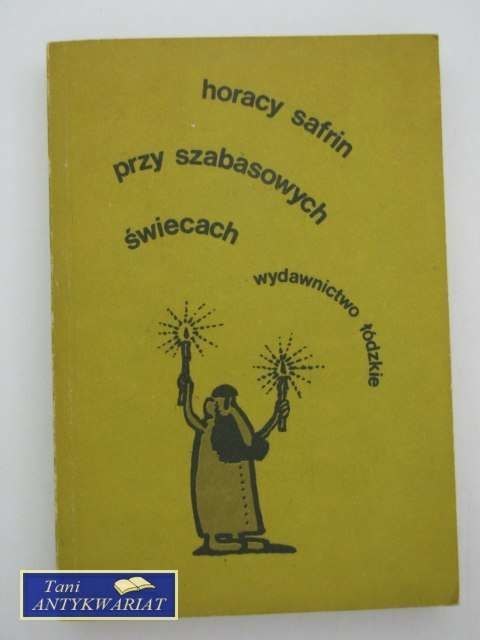 horacy safrin
przy szabasowych
świecach
wydawnictwo łódzkie
Tani
ANTYKWARIAT